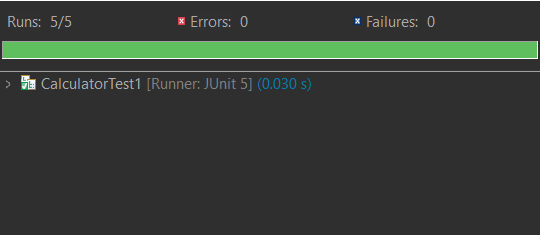 Runs: 5/5 Errors: 0 Failures: 0
CalculatorTest1 [Runner: JUnit 5] (0.030 s)